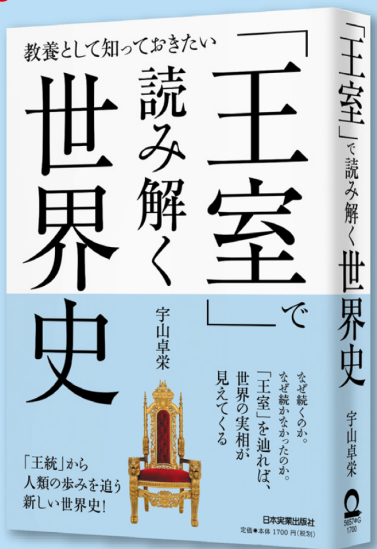 教養として知っておきたい
「王室」で
読み解く
世界史
宇山卓栄
なぜ続くのか。
なぜ続かなかったのか。
「王室」を辿れば、
世界の実相が
見えてくる
「王統」から
人類の歩みを追う
新しい世界史!
日本実業出版社
定価●本体1700円(税別)
「王室」で読み解く世界史
宇山卓栄
1700